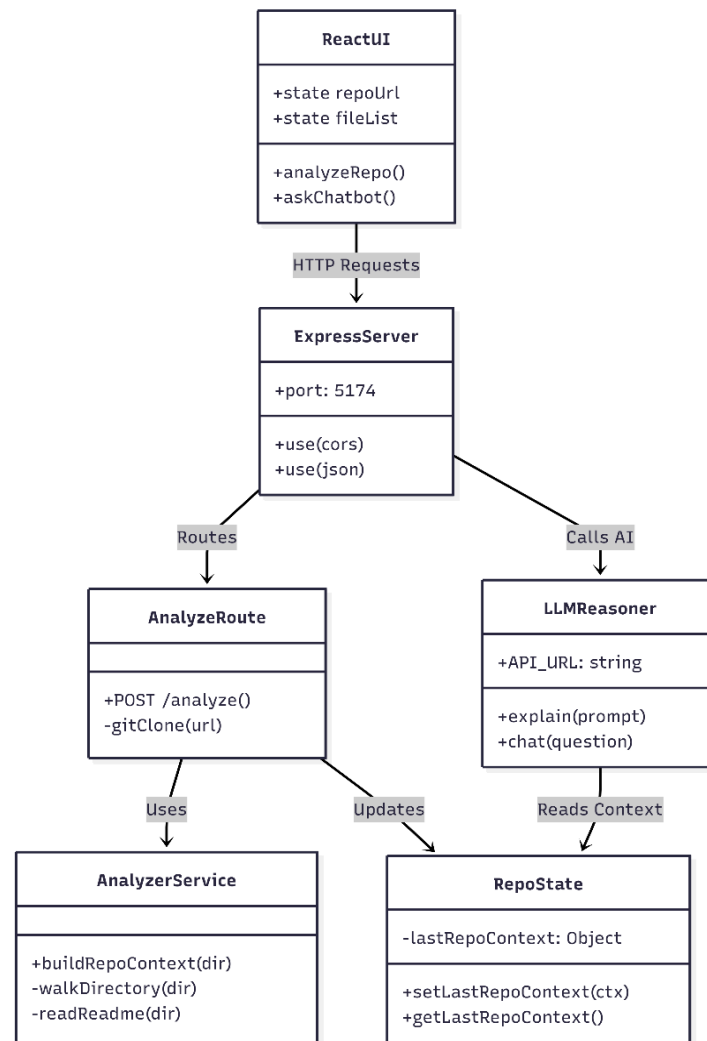 ReactUI
+state repoUrl
+state fileList
+analyzeRepo()
+askChatbot()
HTTP Requests
ExpressServer
+port: 5174
+use(cors)
+use(json)
Routes
Calls AI
AnalyzeRoute
+POST /analyze()
-gitClone(url)
LLMReasoner
+API_URL: string
+explain(prompt)
+chat(question)
Uses
Updates
Reads Context
AnalyzerService
+buildRepoContext(dir)
-walkDirectory(dir)
-readReadme(dir)
RepoState
-lastRepoContext: Object
+setLastRepoContext(ctx)
+getLastRepoContext()